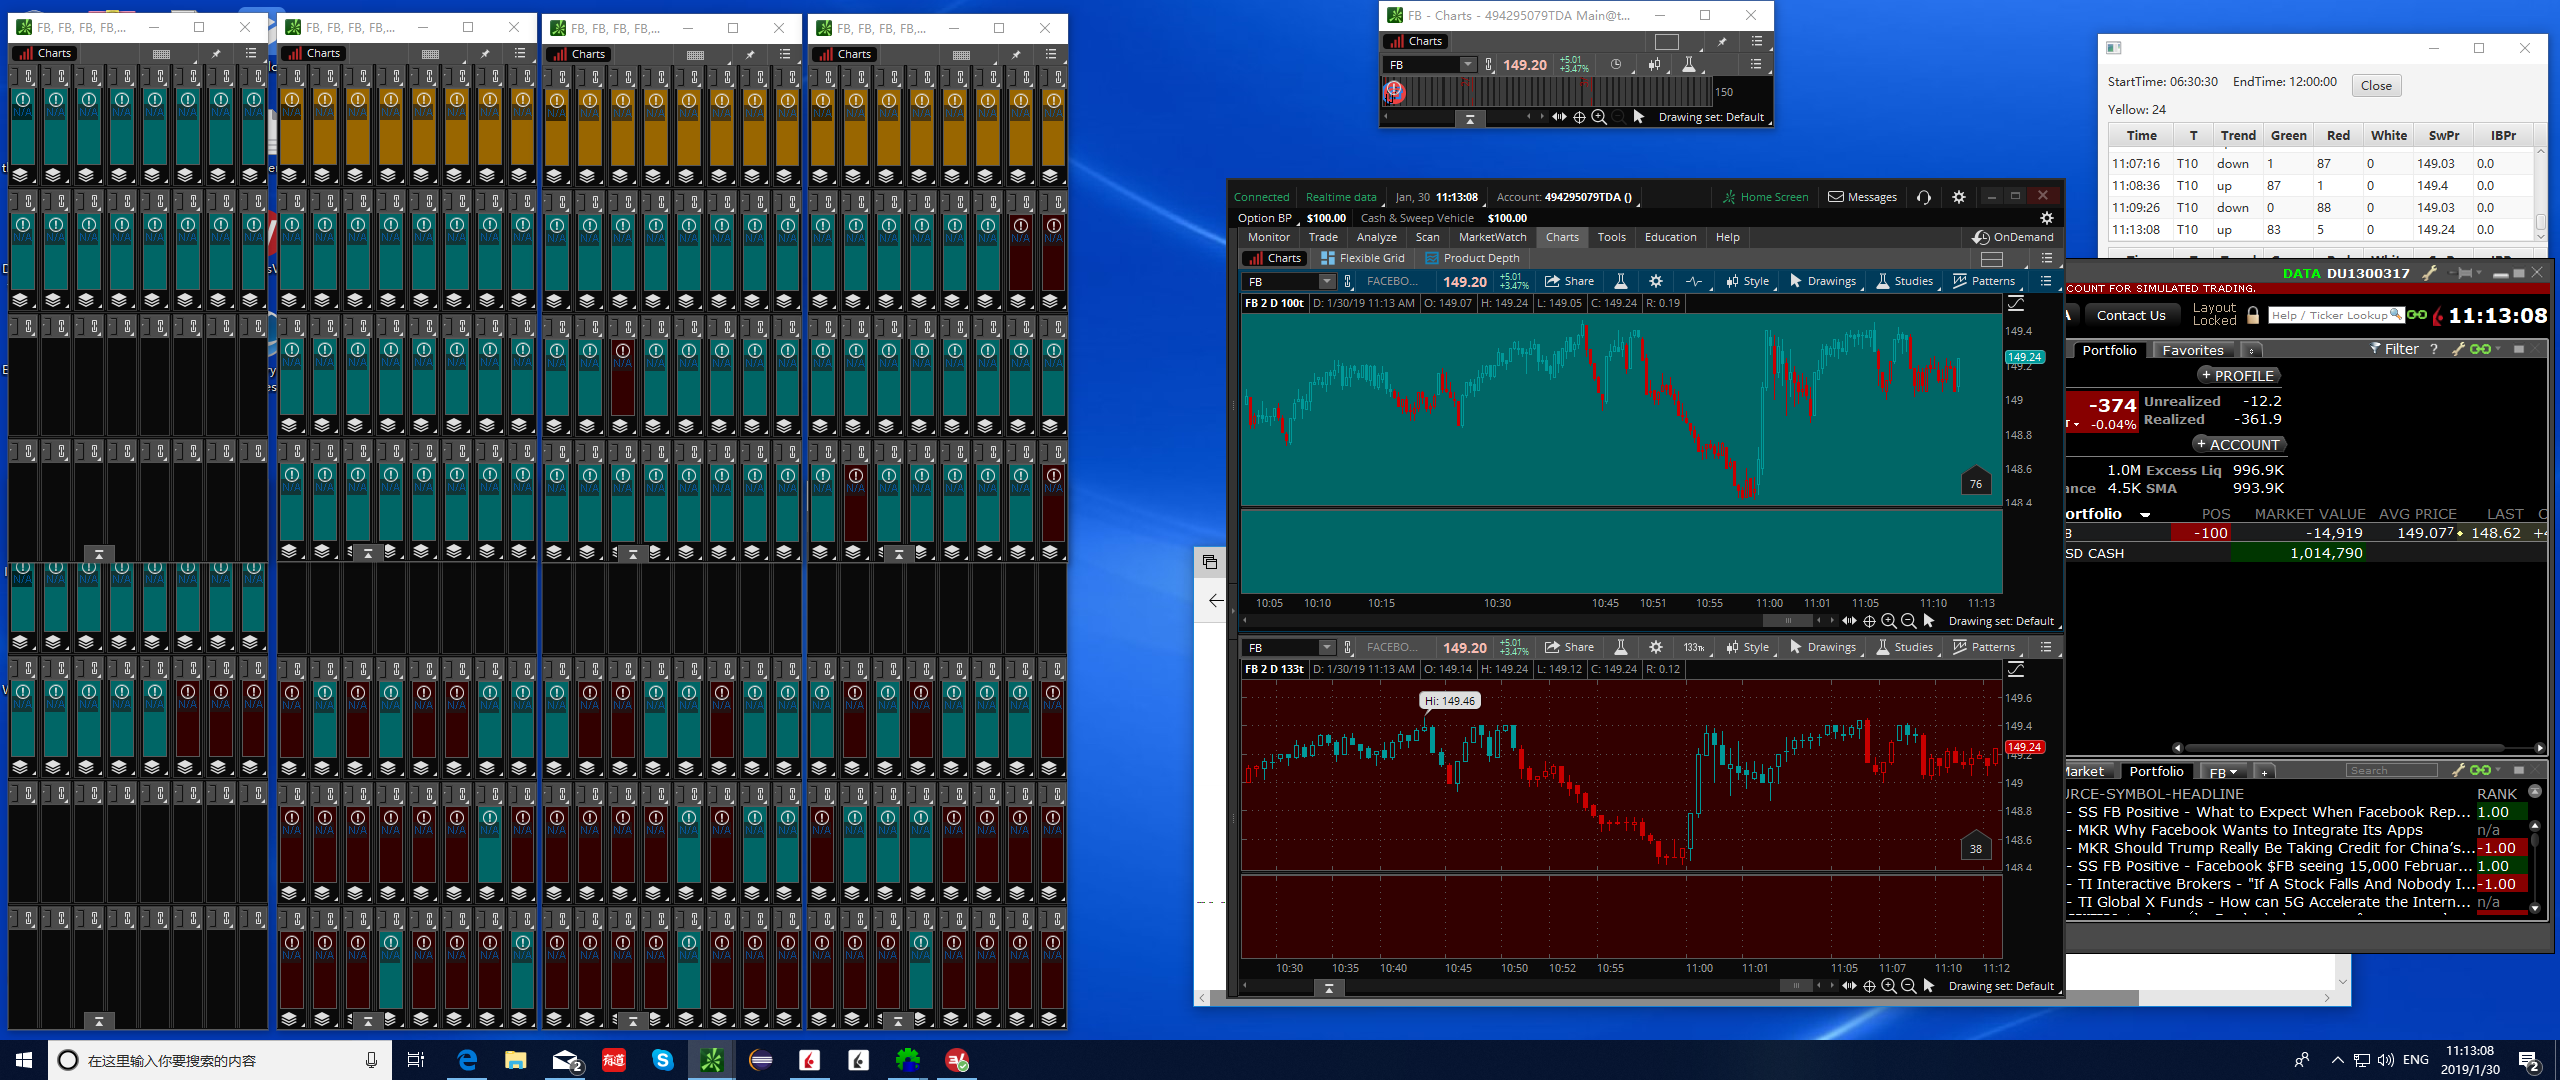 FB, FB, FB, FB,...
Charts
FB, FB, FB, FB,...
Charts
FB, FB, FB, FB,...
Charts
FB, FB, FB, FB,...
Charts
N/A
FB - Charts - 494295079TDA Main@t...
Charts
FB
149.20
+5.01
+3.47%
150
Drawing set: Default
StartTime: 06:30:30 EndTime: 12:00:00 Close
Yellow: 24
Time T Trend Green Red White SwPr IBPr
11:07:16 T10 down 1 87 0 149.03 0.0
11:08:36 T10 up 87 1 0 149.4 0.0
11:09:26 T10 down 0 88 0 149.03 0.0
11:13:08 T10 up 83 5 0 149.24 0.0
Connected Realtime data Jan, 30 11:13:08 Account: 494295079TDA () Home Screen Messages
Option BP $100.00 Cash & Sweep Vehicle $100.00
Monitor Trade Analyze Scan MarketWatch Charts Tools Education Help OnDemand
Charts Flexible Grid Product Depth
FB FACEBO... 149.20 +5.01 +3.47% Share Style Drawings Studies Patterns
FB 2 D 100t D: 1/30/19 11:13 AM O: 149.07 H: 149.24 L: 149.05 C: 149.24 R: 0.19
149.4
149.24
149.2
149
148.8
148.6
148.4
76
10:05 10:10 10:15 10:30 10:45 10:51 10:55 11:00 11:01 11:05 11:10 11:13
Drawing set: Default
FB FACEBO... 149.20 +5.01 +3.47% Share 133tk Style Drawings Studies Patterns
FB 2 D 133t D: 1/30/19 11:13 AM O: 149.14 H: 149.24 L: 149.12 C: 149.24 R: 0.12
Hi: 149.46
149.6
149.4
149.24
149.2
149
148.8
148.6
148.4
38
10:30 10:35 10:40 10:45 10:50 10:52 10:55 11:00 11:01 11:05 11:07 11:10 11:12
Drawing set: Default
DATA DU1300317
COUNT FOR SIMULATED TRADING.
A Contact Us Layout Locked Help / Ticker Lookup 11:13:08
Portfolio Favorites Filter ?
+ PROFILE
-374 Unrealized -12.2
-0.04% Realized -361.9
+ ACCOUNT
1.0M Excess Liq 996.9K
ance 4.5K SMA 993.9K
ortfolio POS MARKET VALUE AVG PRICE LAST C
B -100 -14,919 149.077 148.62 +4
SD CASH 1,014,790
Market Portfolio FB + Search
URCE-SYMBOL-HEADLINE RANK
- SS FB Positive - What to Expect When Facebook Rep... 1.00
- MKR Why Facebook Wants to Integrate Its Apps n/a
- MKR Should Trump Really Be Taking Credit for China's... -1.00
- SS FB Positive - Facebook $FB seeing 15,000 Februar... 1.00
- TI Interactive Brokers - "If A Stock Falls And Nobody I... -1.00
- TI Global X Funds - How can 5G Accelerate the Intern... n/a
在这里输入你要搜索的内容
2
有道
ENG
11:13:08
2019/1/30
2